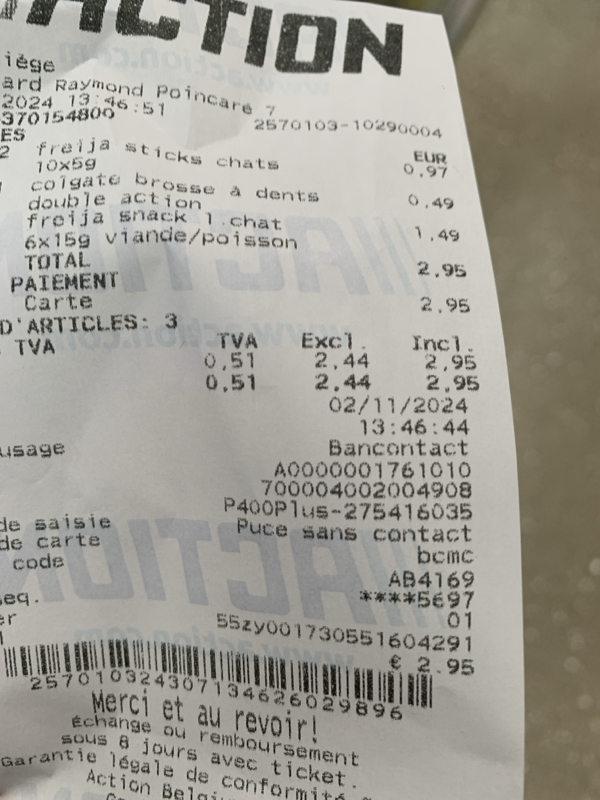 ACTION
iège
ard Raymond Poincaré 7
2024 13:46:51
370154800 2570103-10290004
ES EUR
2 freija sticks chats 0,97
10x5g
colgate brosse à dents 0,49
double action
freija snack 1.chat 1,49
6x15g viande/poisson
TOTAL 2,95
PAIEMENT
Carte 2,95
D'ARTICLES: 3
TVA TVA Excl. Incl.
0,51 2,44 2,95
0,51 2,44 2,95
02/11/2024
13:46:44
usage Bancontact
A0000001761010
700004002004908
P400Plus-275416035
de saisie Puce sans contact
de carte bcmc
code AB4169
seq. ****5697
er 01
55zy001730551604291
€ 2.95
2570103243071346260 29896
Merci et au revoir!
Échange ou remboursement
sous 8 jours avec ticket.
Garantie légale de conformité
Action Belgi